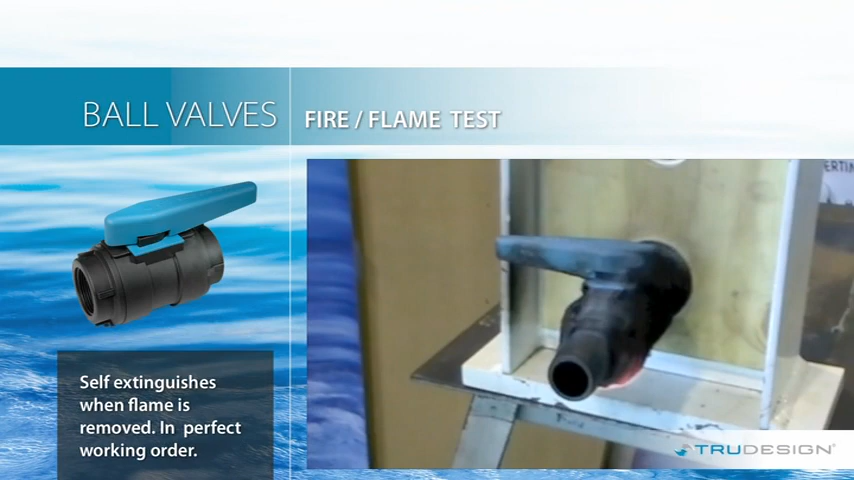 BALL VALVES
FIRE / FLAME TEST
Self extinguishes
when flame is
removed. In perfect
working order.
TRUDESIGN®